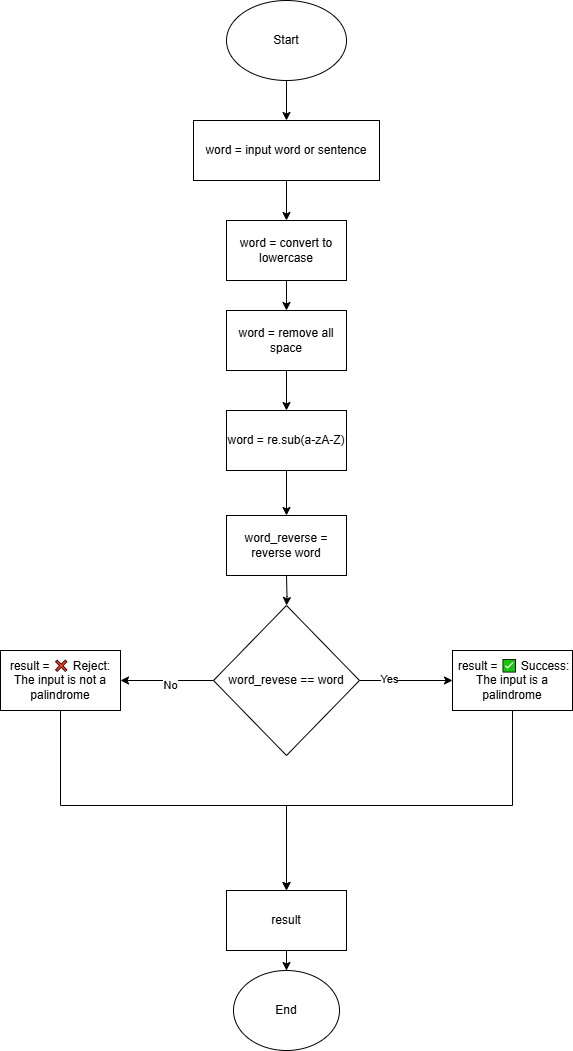 Start
word = input word or sentence
word = convert to
lowercase
word = remove all
space
word = re.sub(a-zA-Z)
word_reverse =
reverse word
word_revese == word
No
Yes
result = ❌ Reject:
The input is not a
palindrome
result = ✅ Success:
The input is a
palindrome
result
End